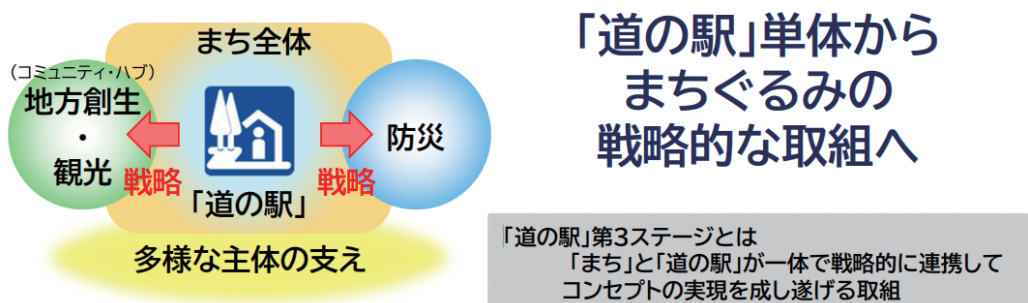 まち全体
(コミュニティ・ハブ)
地方創生
・
観光
戦略
「道の駅」
戦略
防災
多様な主体の支え
「道の駅」単体から
まちぐるみの
戦略的な取組へ
「道の駅」第3ステージとは
「まち」と「道の駅」が一体で戦略的に連携して
コンセプトの実現を成し遂げる取組